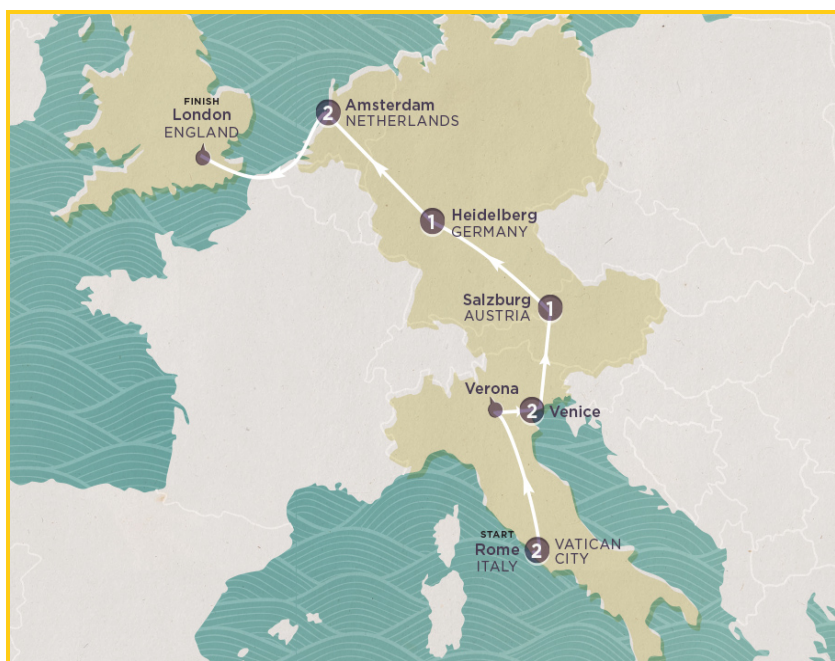 FINISH
London
ENGLAND
2
Amsterdam
NETHERLANDS
1
Heidelberg
GERMANY
Salzburg
AUSTRIA
1
Verona
2
Venice
START
Rome
ITALY
2
VATICAN
CITY